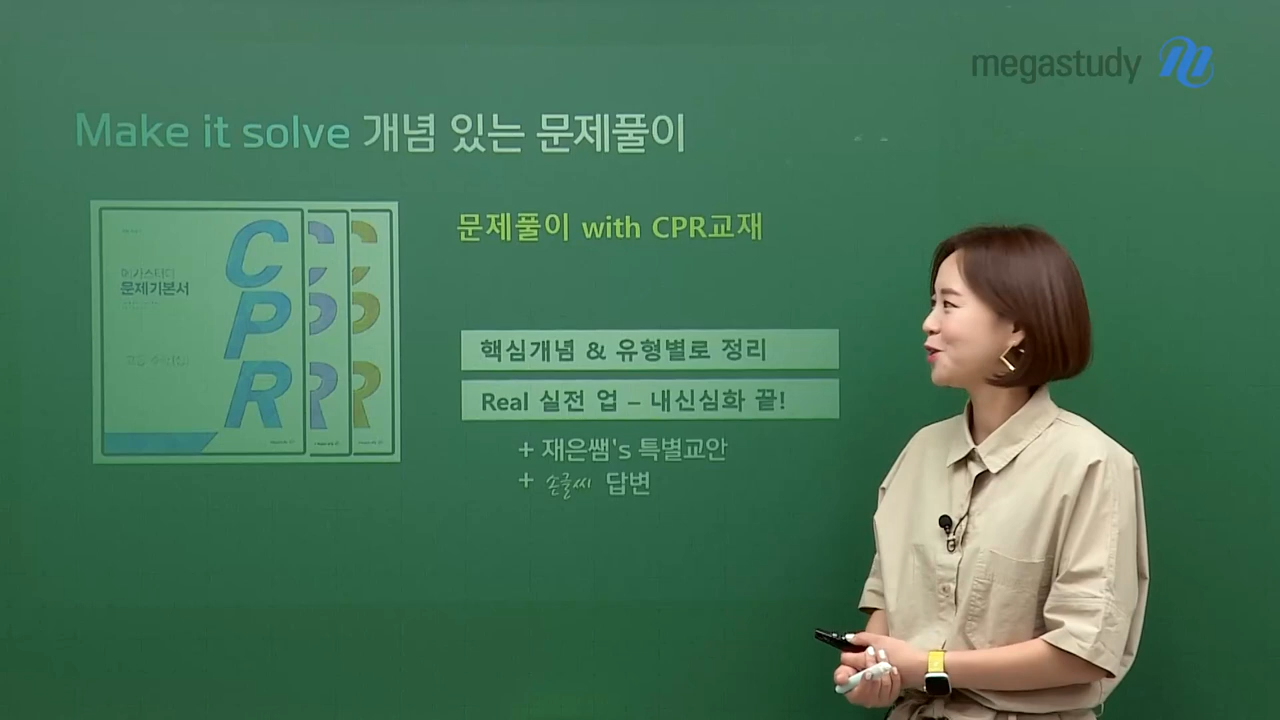 megastudy
Make it solve 개념 있는 문제풀이
문제풀이 with CPR교재
메가스터디
문제기본서
CPR
핵심개념 & 유형별로 정리
Real 실전 업 – 내신심화 끝!
+ 재은쌤's 특별교안
+ 손글씨 답변